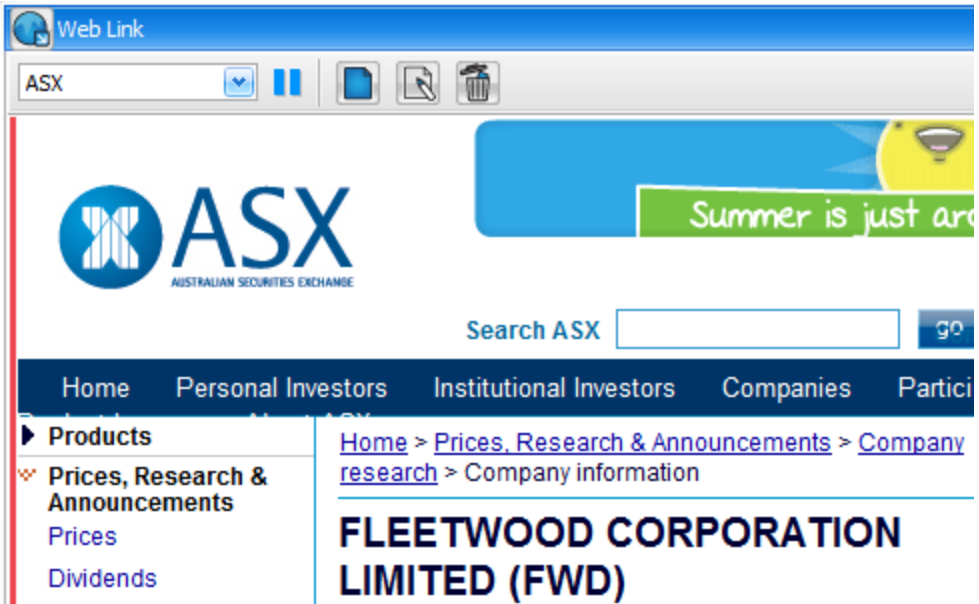 Web Link
ASX
ASX
AUSTRALIAN SECURITIES EXCHANGE
Summer is just
Search ASX
go
Home Personal Investors Institutional Investors Companies Partici
Products
Prices, Research &
Announcements
Prices
Dividends
Home > Prices, Research & Announcements > Company
research > Company information
FLEETWOOD CORPORATION
LIMITED (FWD)